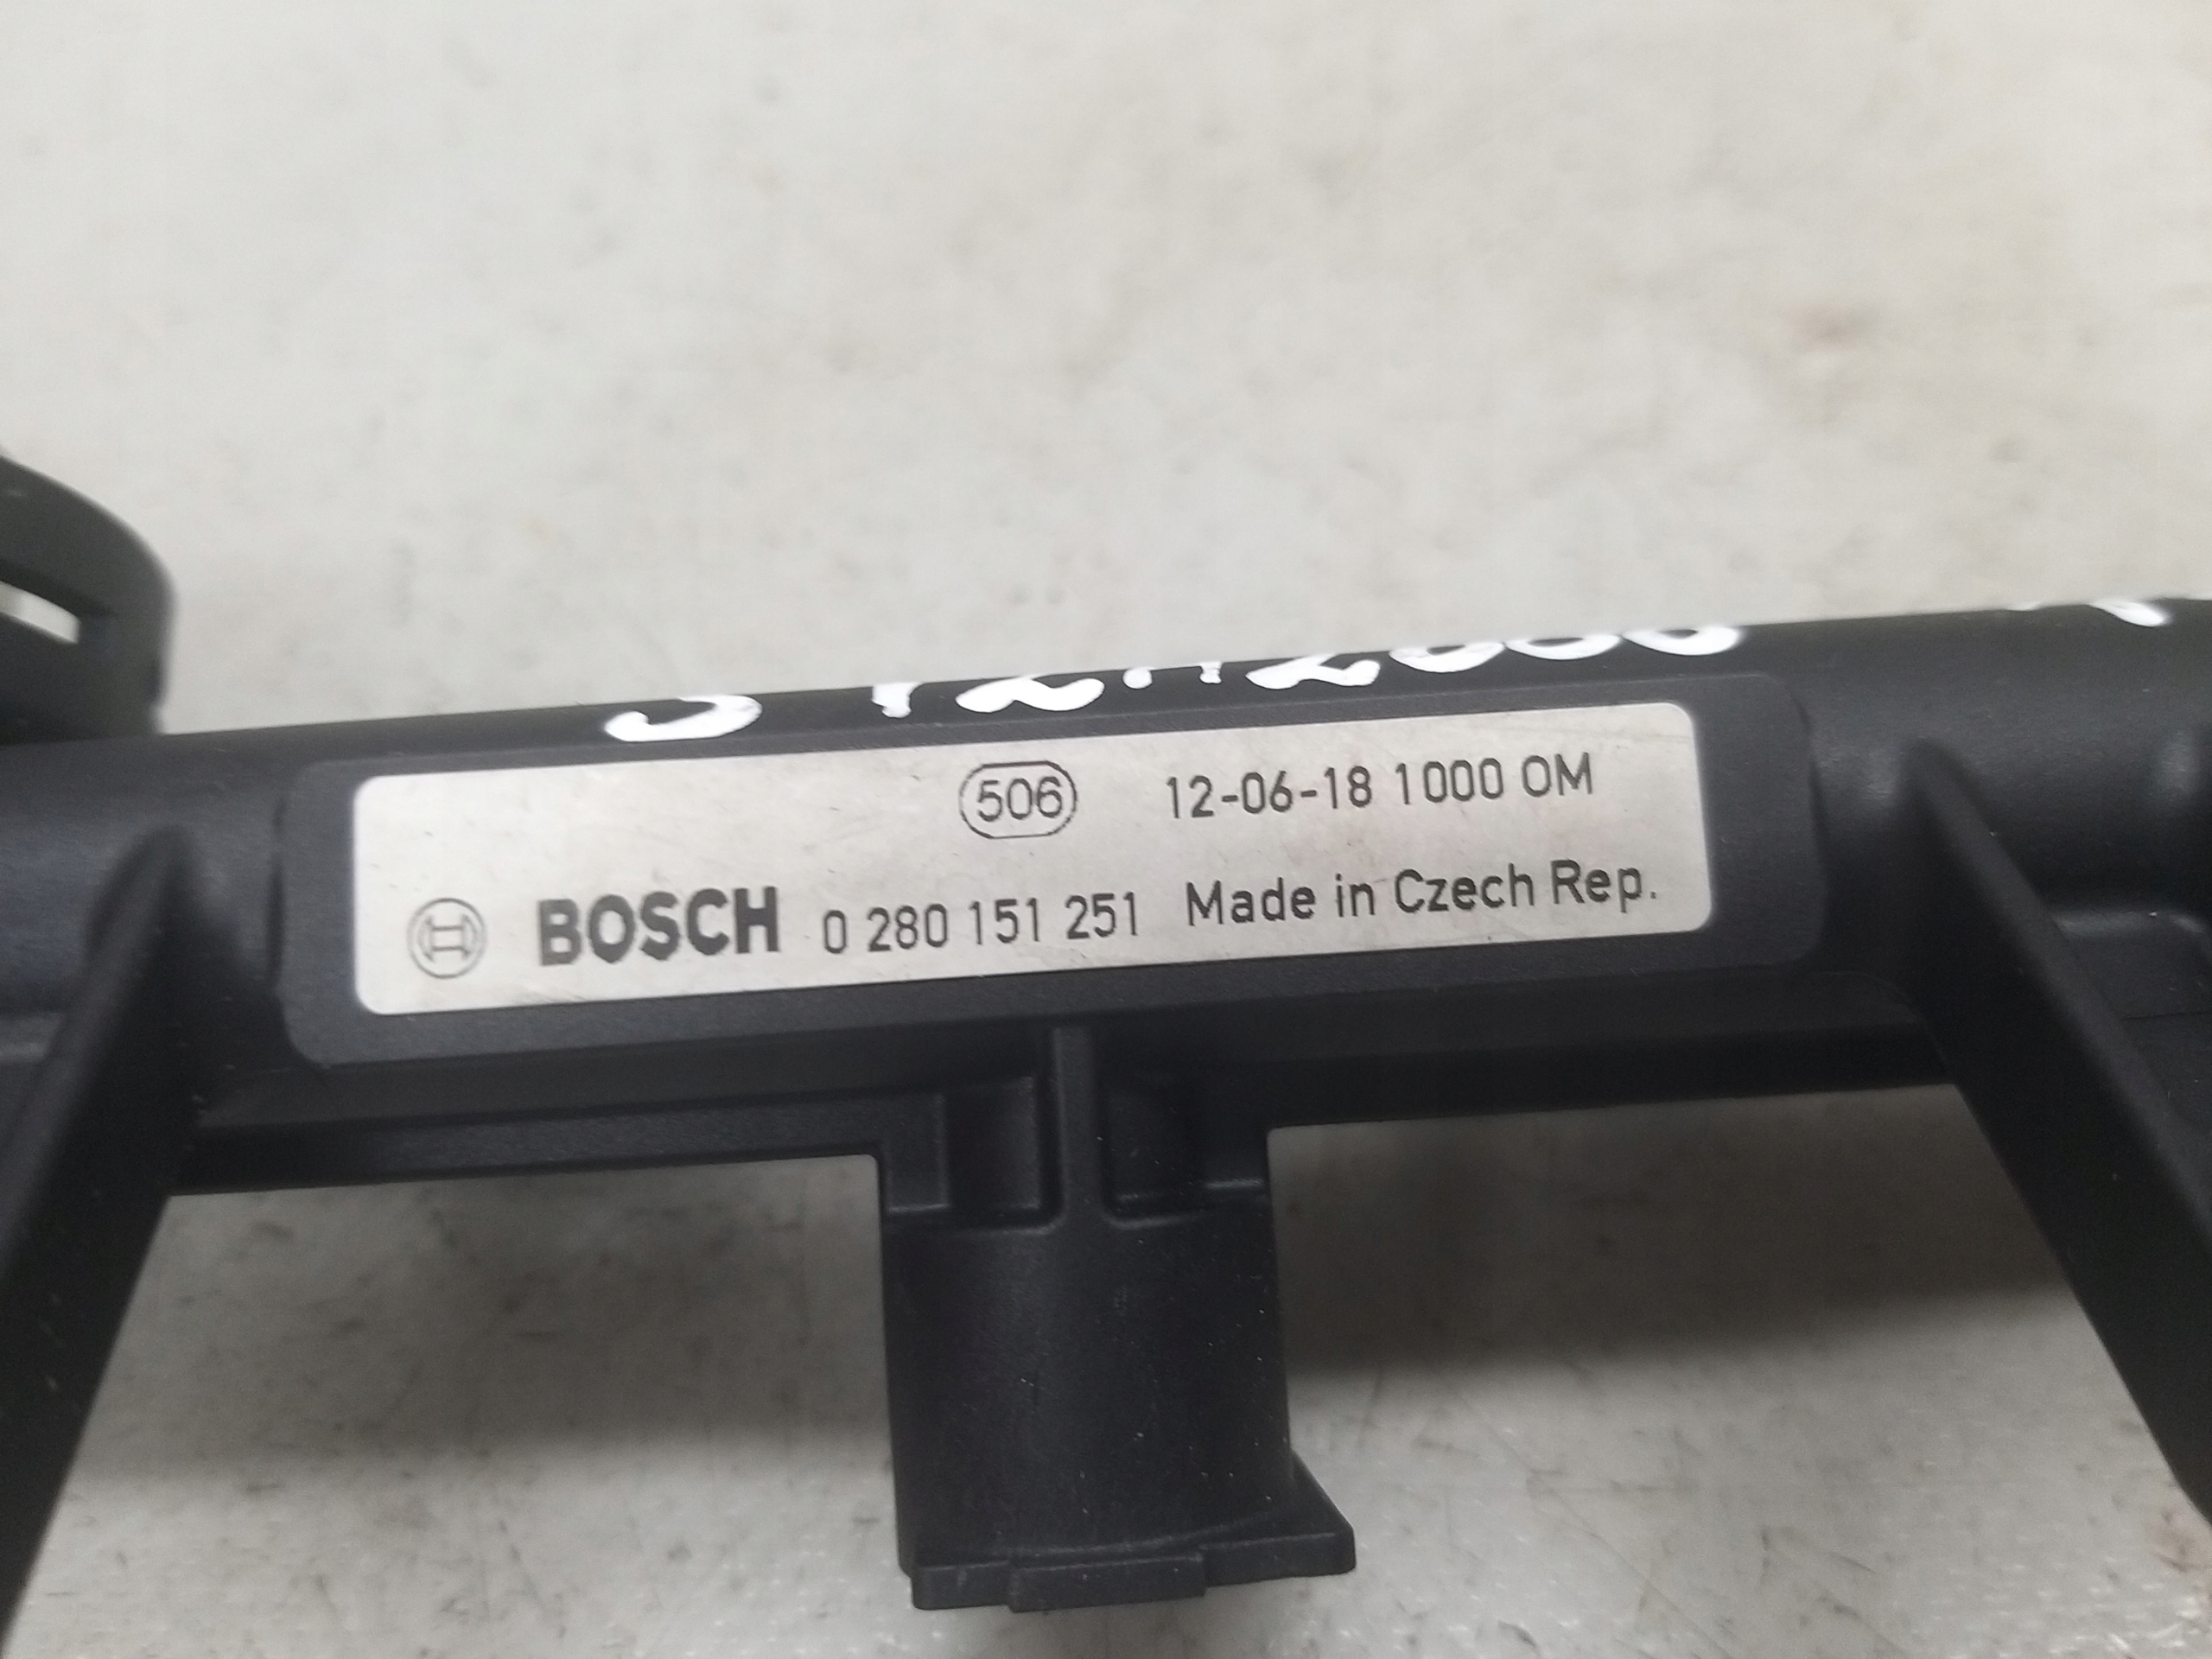 506 12-06-18 1000 OM
BOSCH 0 280 151 251 Made in Czech Rep.